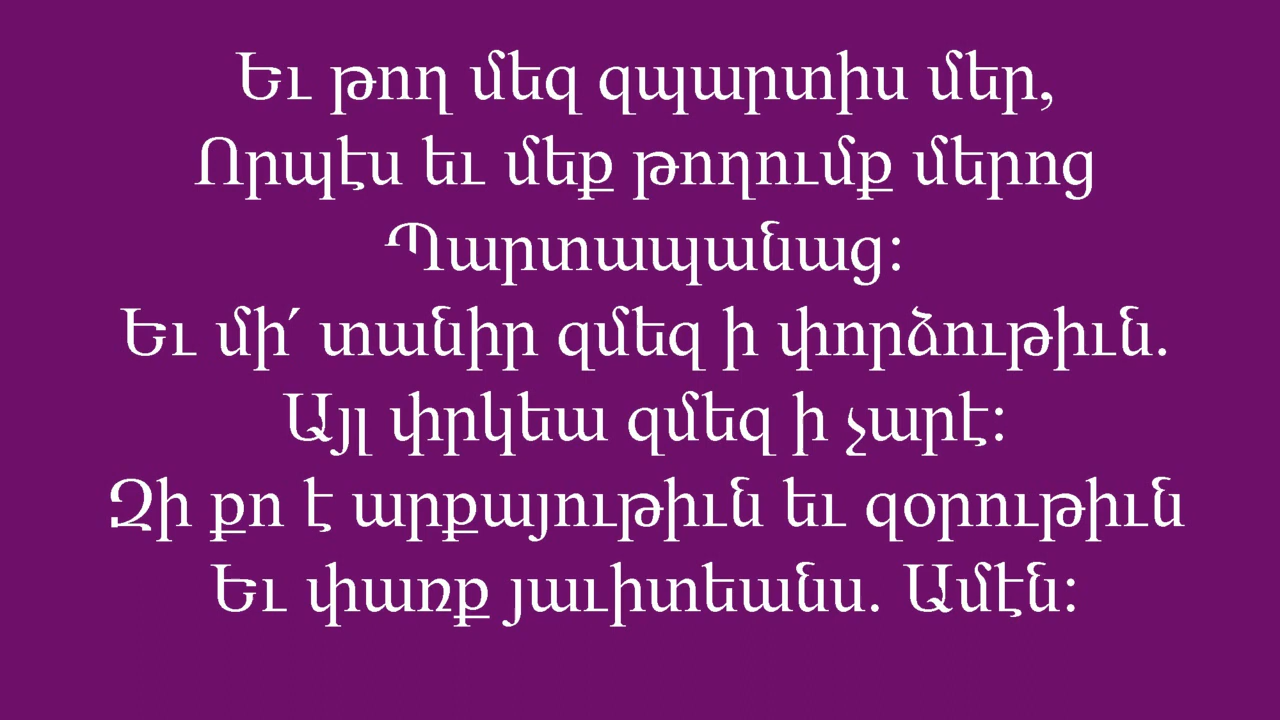 Եւ թող մեզ զպարտիս մեր,
Որպէս եւ մեք թողումք մերոց
Պարտապանաց:
Եւ մի՛ տանիր զմեզ ի փորձութիւն.
Այլ փրկեա զմեզ ի չարէ:
Զի քո է արքայութիւն եւ զօրութիւն
Եւ փառք յաւիտեանս. Ամէն: